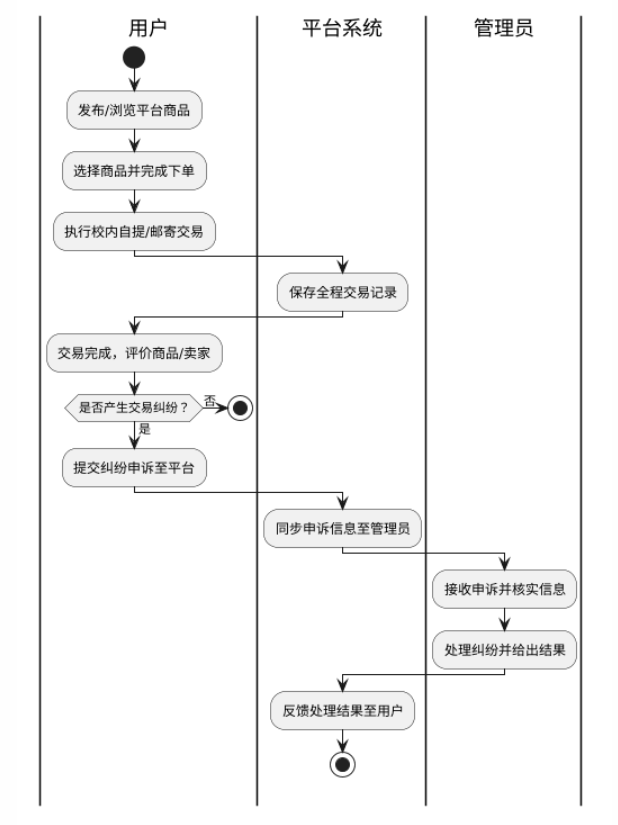 用户
平台系统
管理员
发布/浏览平台商品
选择商品并完成下单
执行校内自提/邮寄交易
保存全程交易记录
交易完成，评价商品/卖家
是否产生交易纠纷？
否
是
提交纠纷申诉至平台
同步申诉信息至管理员
接收申诉并核实信息
处理纠纷并给出结果
反馈处理结果至用户